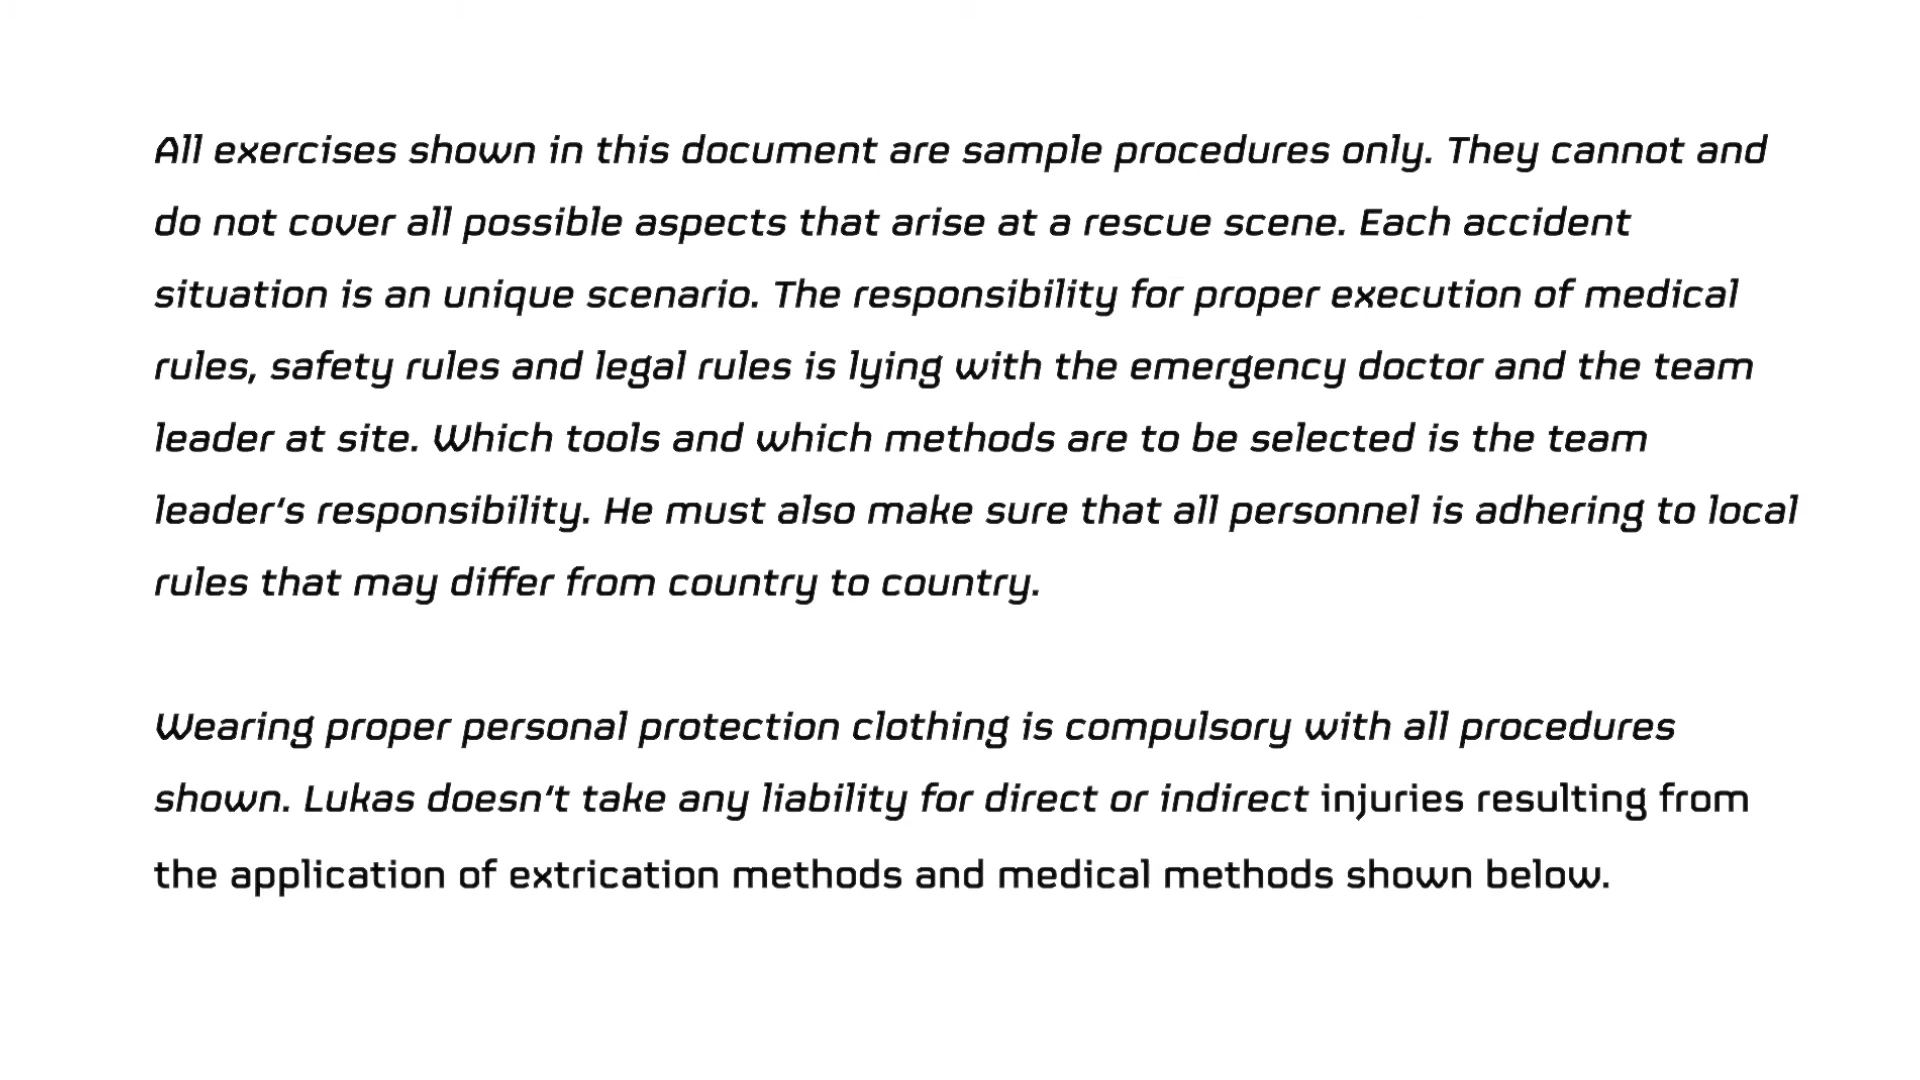 All exercises shown in this document are sample procedures only. They cannot and
do not cover all possible aspects that arise at a rescue scene. Each accident
situation is an unique scenario. The responsibility for proper execution of medical
rules, safety rules and legal rules is lying with the emergency doctor and the team
leader at site. Which tools and which methods are to be selected is the team
leader‘s responsibility. He must also make sure that all personnel is adhering to local
rules that may differ from country to country.
Wearing proper personal protection clothing is compulsory with all procedures
shown. Lukas doesn‘t take any liability for direct or indirect injuries resulting from
the application of extrication methods and medical methods shown below.